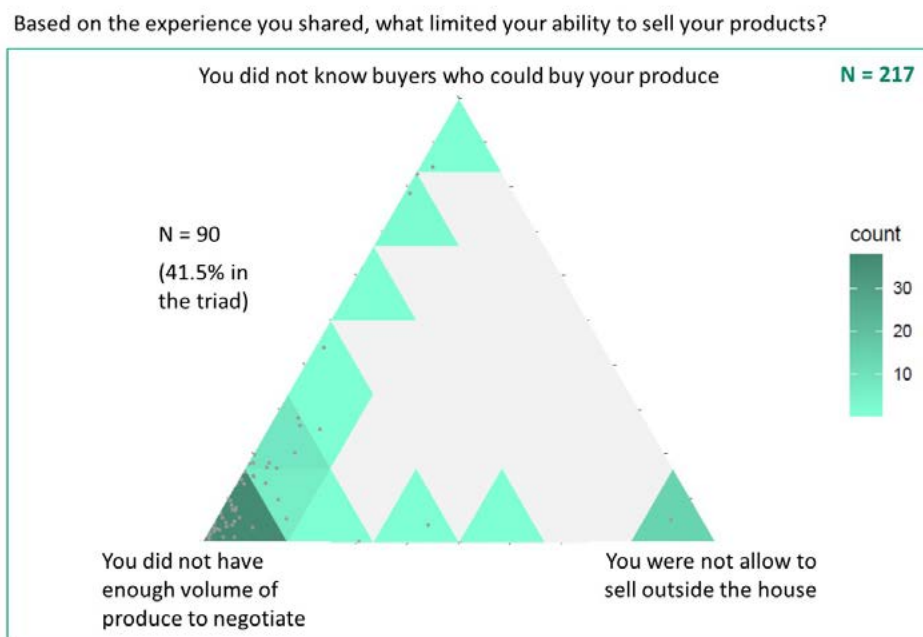 Based on the experience you shared, what limited your ability to sell your products?
You did not know buyers who could buy your produce
N = 217
N = 90
(41.5% in
the triad)
count
30
20
10
You did not have
enough volume of
produce to negotiate
You were not allow to
sell outside the house